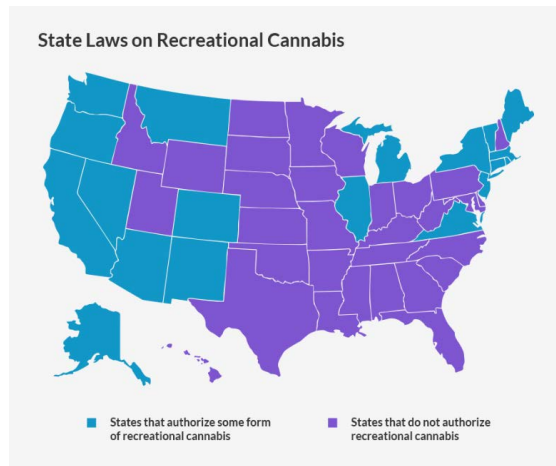 State Laws on Recreational Cannabis
States that authorize some form
of recreational cannabis
States that do not authorize
recreational cannabis